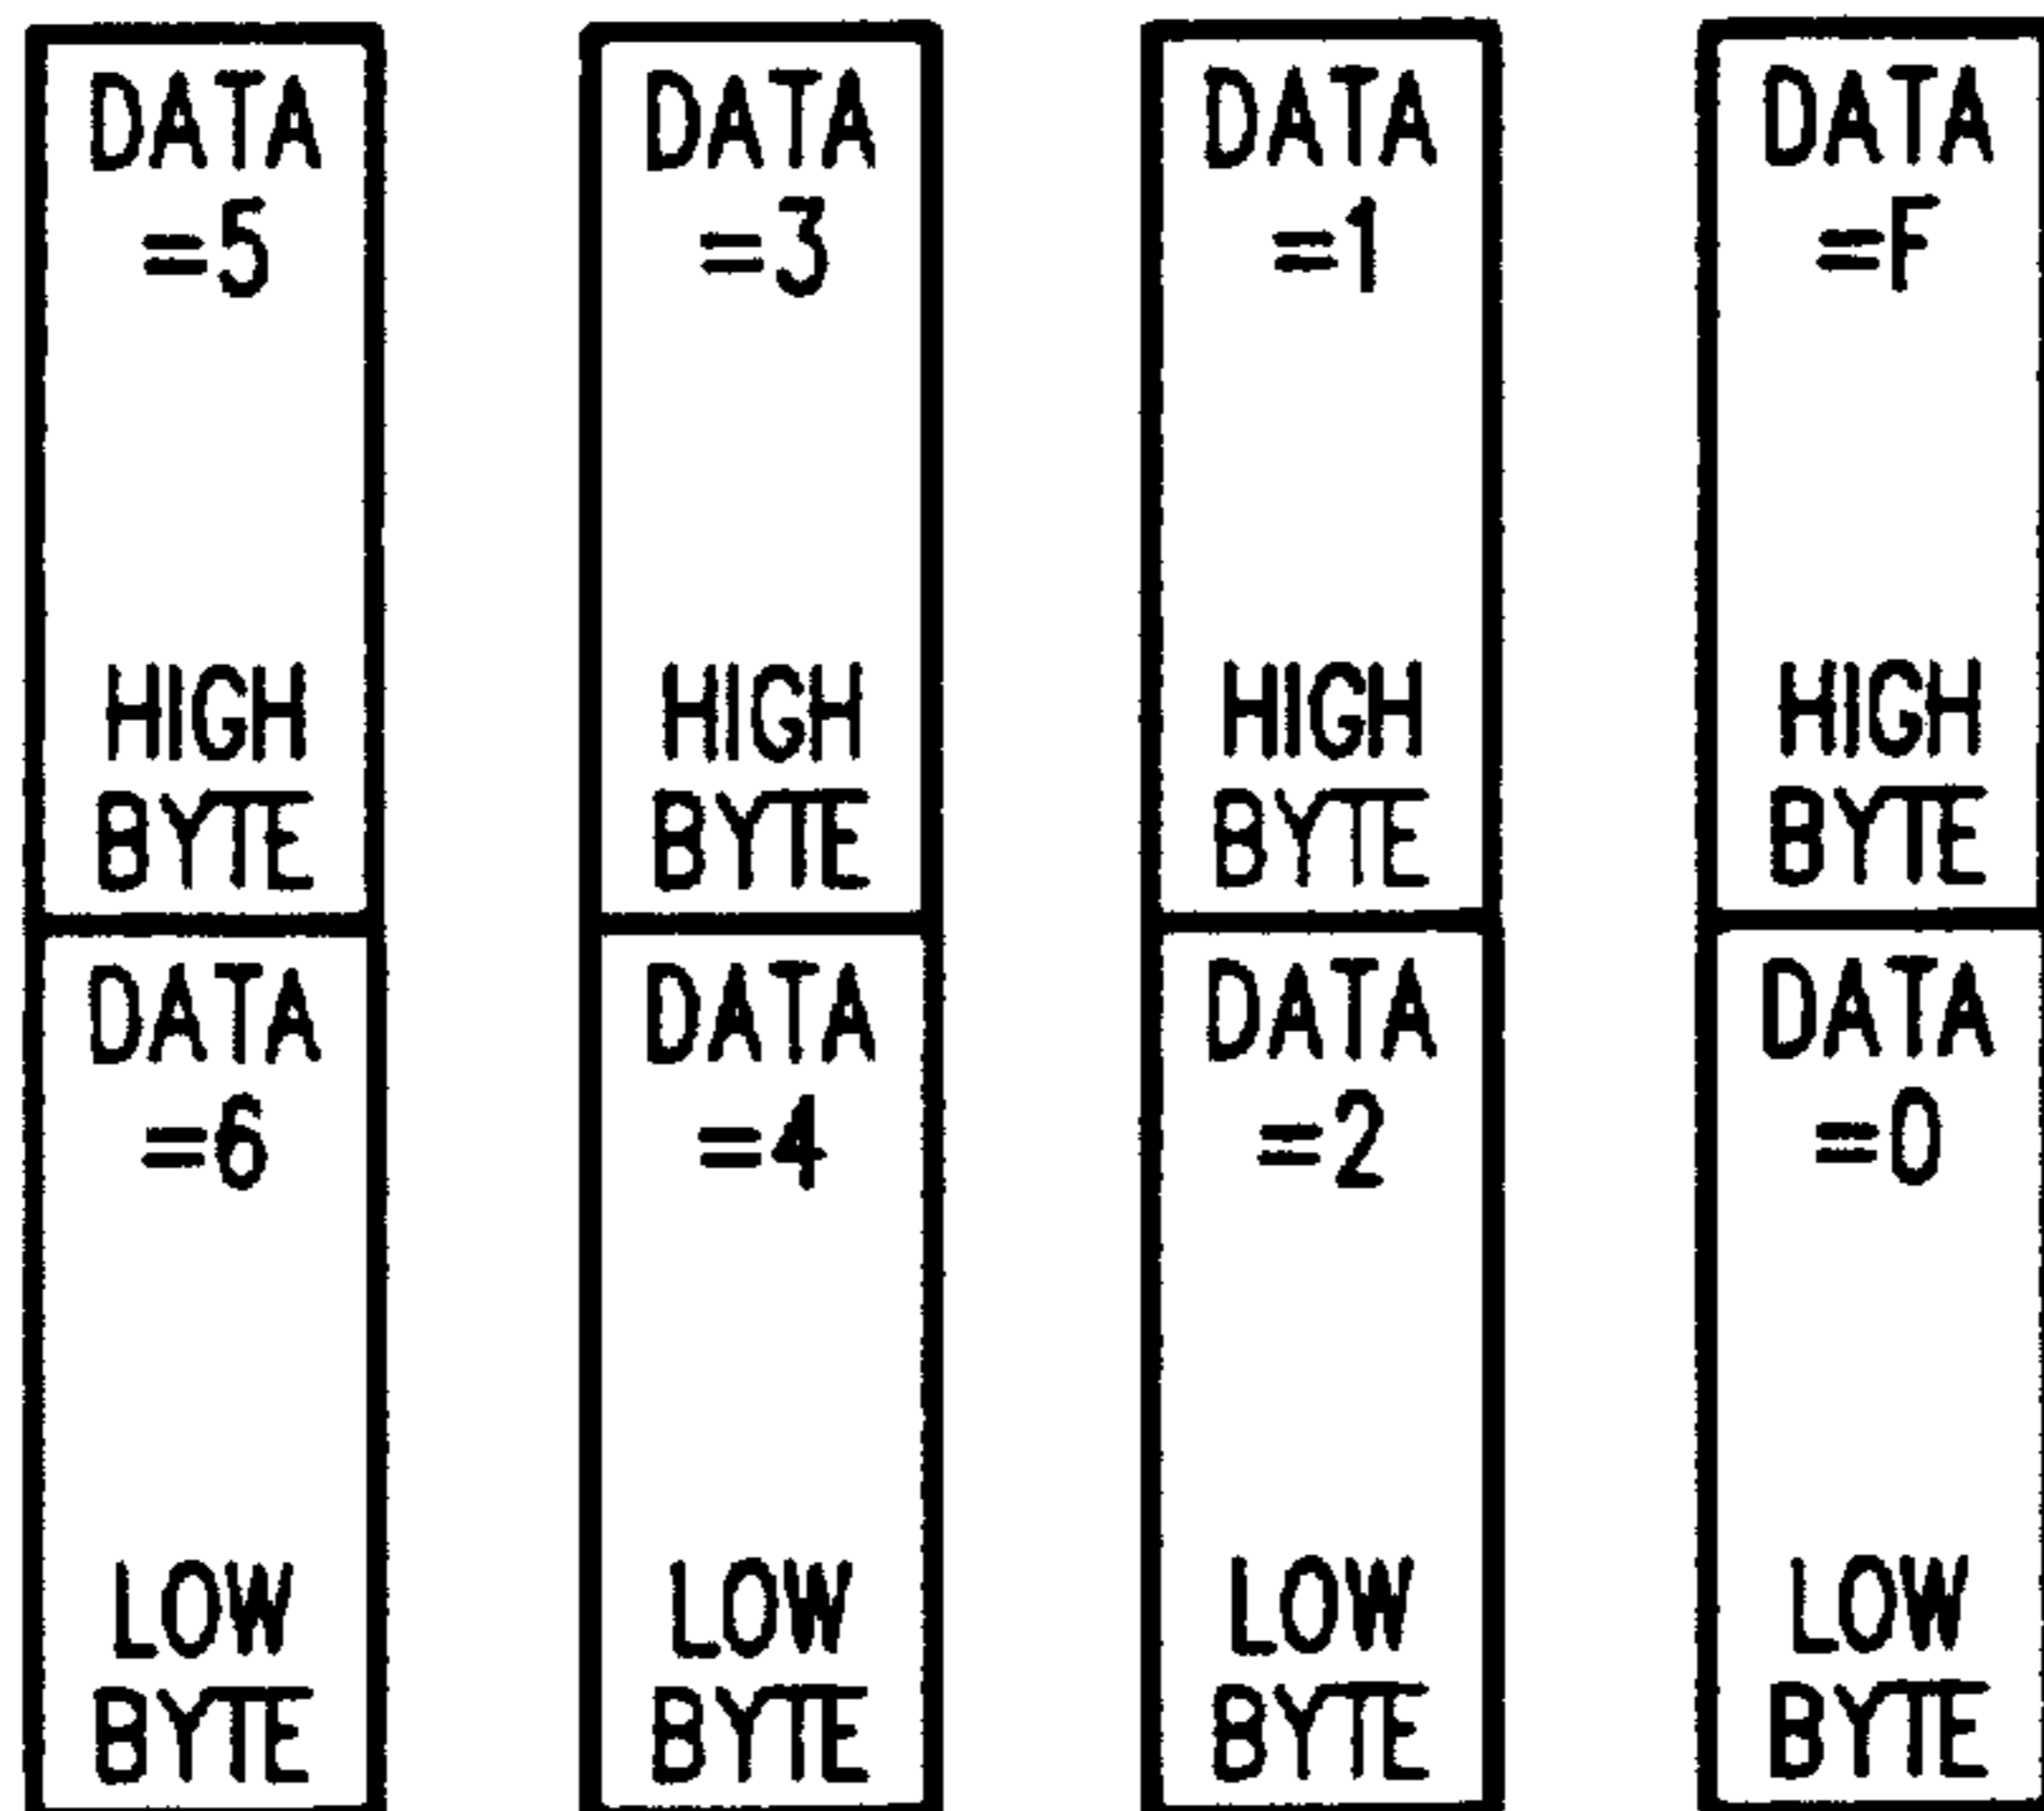 DATA
=5
HIGH
BYTE
DATA
=6
LOW
BYTE
DATA
=3
HIGH
BYTE
DATA
=4
LOW
BYTE
DATA
=1
HIGH
BYTE
DATA
=2
LOW
BYTE
DATA
=F
HIGH
BYTE
DATA
=0
LOW
BYTE